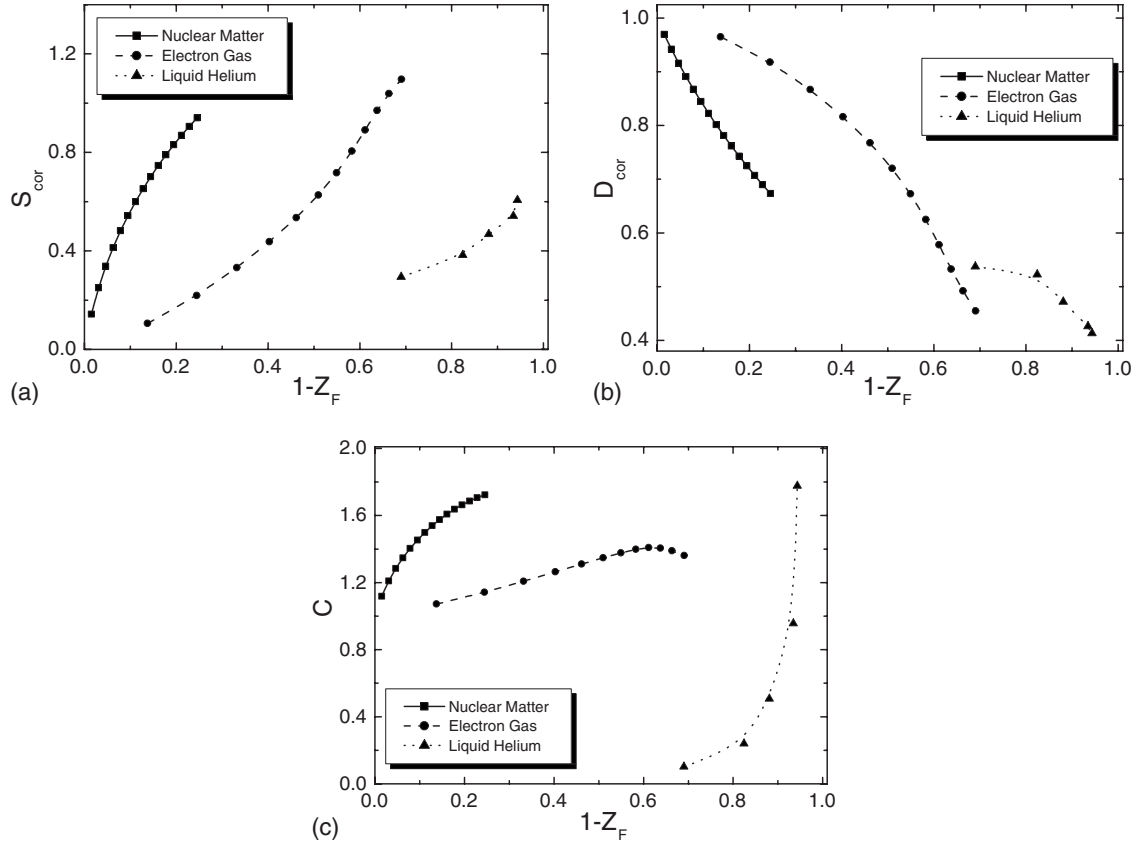 1.2
0.8
0.4
0.0
S_cor
Nuclear Matter
Electron Gas
Liquid Helium
0.0 0.2 0.4 0.6 0.8 1.0
(a) 1-Z_F
1.0
0.8
0.6
0.4
D_cor
Nuclear Matter
Electron Gas
Liquid Helium
0.0 0.2 0.4 0.6 0.8 1.0
(b) 1-Z_F
2.0
1.6
1.2
0.8
0.4
0.0
C
Nuclear Matter
Electron Gas
Liquid Helium
0.0 0.2 0.4 0.6 0.8 1.0
(c) 1-Z_F